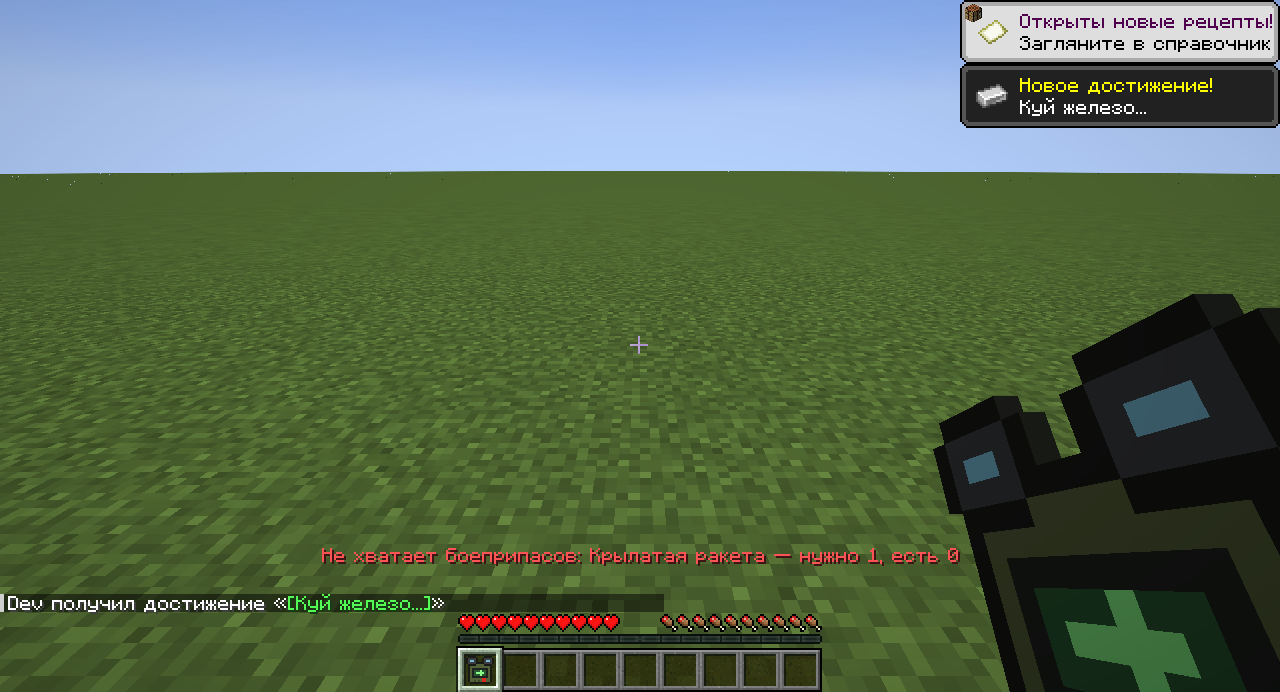 Открыты новые рецепты!
Загляните в справочник
Новое достижение!
Куй железо...
Не хватает боеприпасов: Крылатая ракета — нужно 1, есть 0
Dev получил достижение «[Куй железо...]»